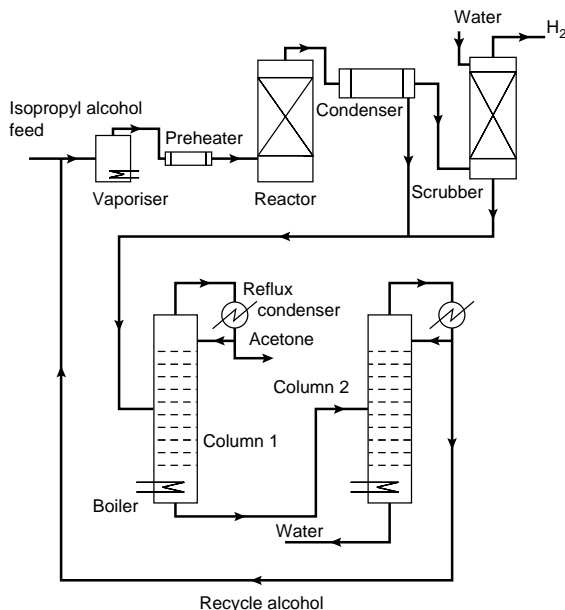 Water
H₂
Isopropyl alcohol
feed
Preheater
Condenser
Vaporiser
Reactor
Scrubber
Reflux
condenser
Acetone
Column 2
Column 1
Boiler
Water
Recycle alcohol